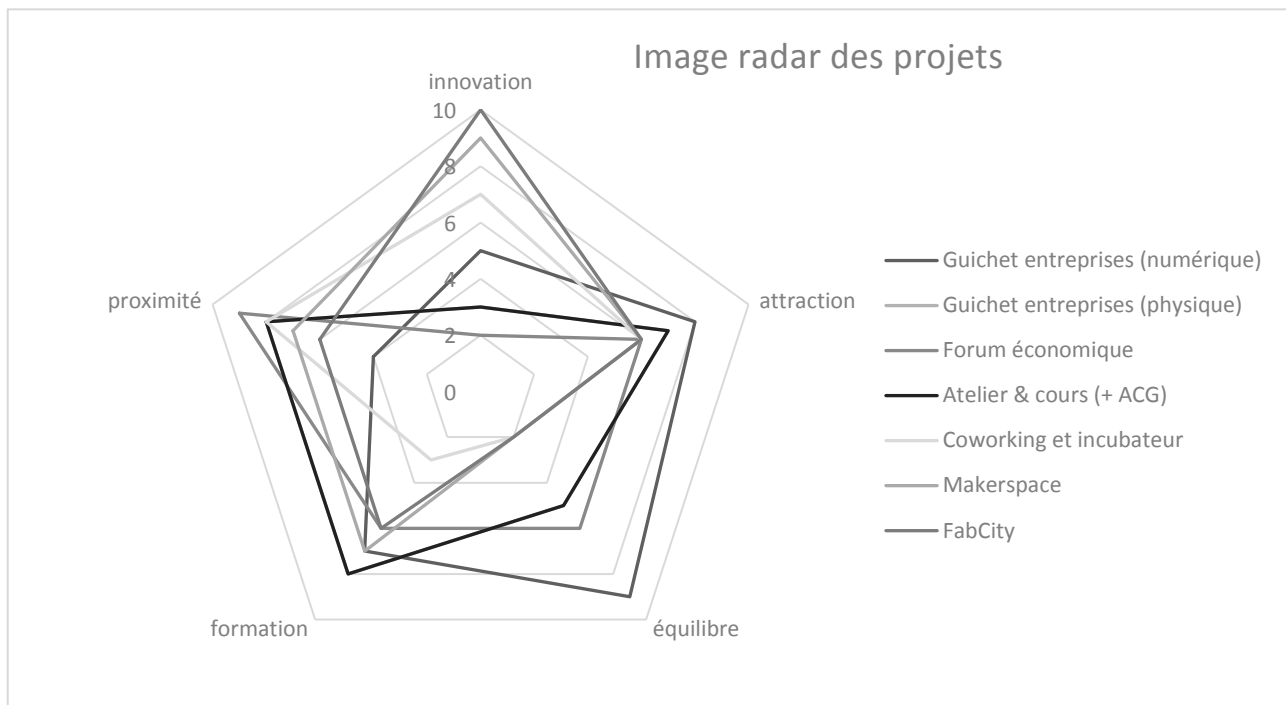 Image radar des projets
innovation
10
8
6
4
2
0
attraction
équilibre
formation
proximité
Guichet entreprises (numérique)
Guichet entreprises (physique)
Forum économique
Atelier & cours (+ ACG)
Coworking et incubateur
Makerspace
FabCity